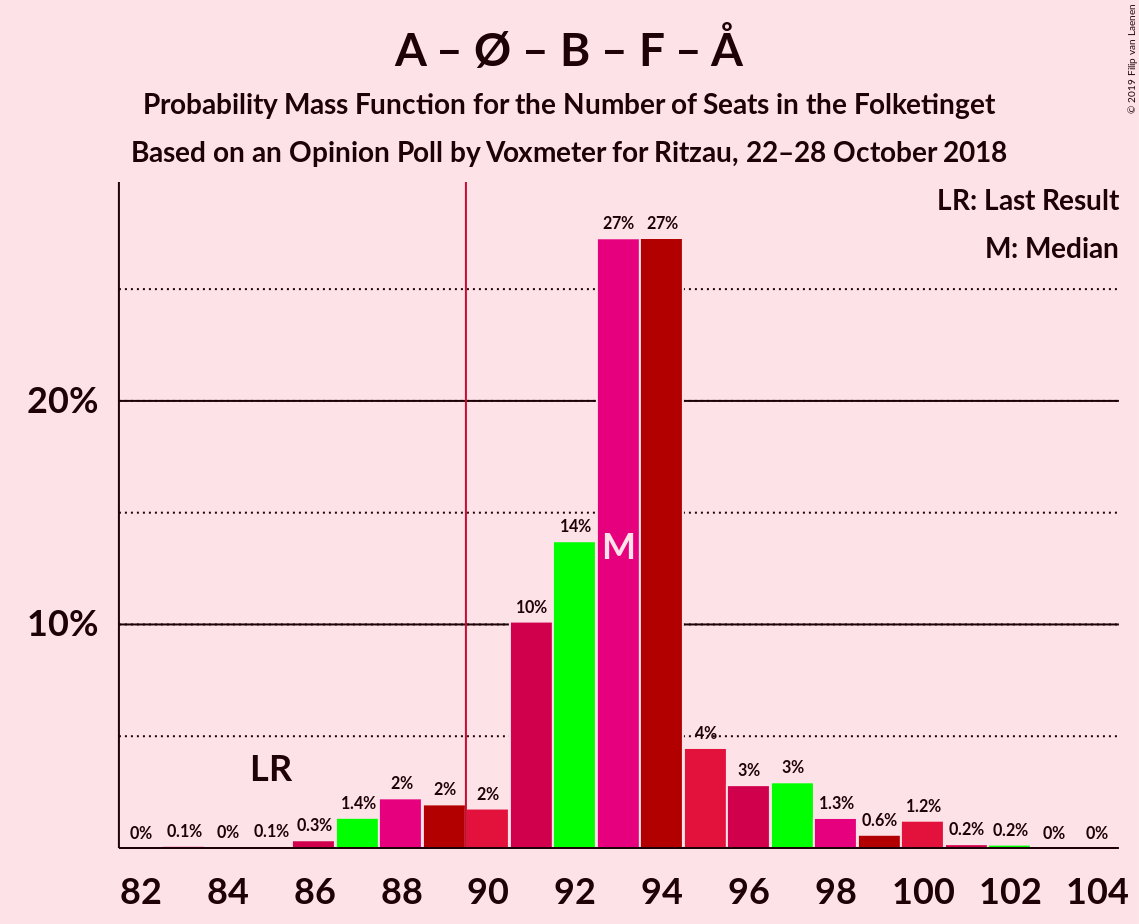 A – Ø – B – F – Å
Probability Mass Function for the Number of Seats in the Folketinget
Based on an Opinion Poll by Voxmeter for Ritzau, 22–28 October 2018
© 2019 Filip van Laenen
LR: Last Result
M: Median
27% 27%
20%
14%
M
10%
10%
LR
4%
0% 0.1% 0% 0.1% 0.3% 1.4% 2% 2% 2% 3% 3% 1.3% 0.6% 1.2% 0.2% 0.2% 0% 0%
82 84 86 88 90 92 94 96 98 100 102 104